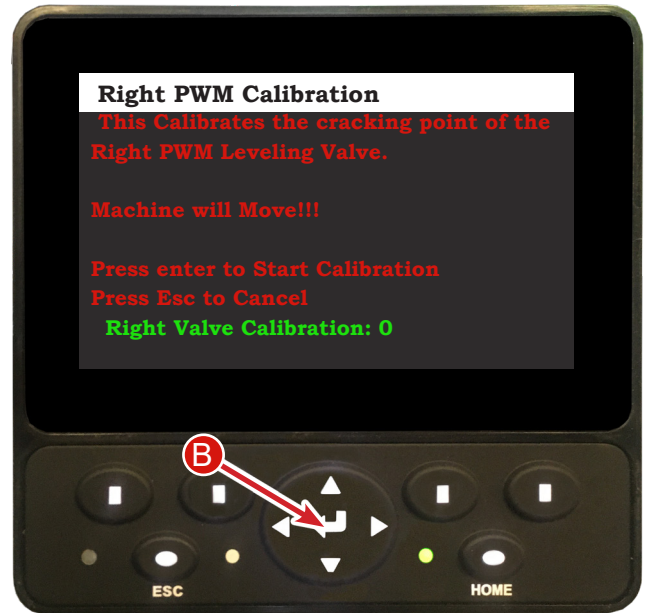 Right PWM Calibration
This Calibrates the cracking point of the
Right PWM Leveling Valve.
Machine will Move!!!
Press enter to Start Calibration
Press Esc to Cancel
Right Valve Calibration: 0
B
ESC
HOME